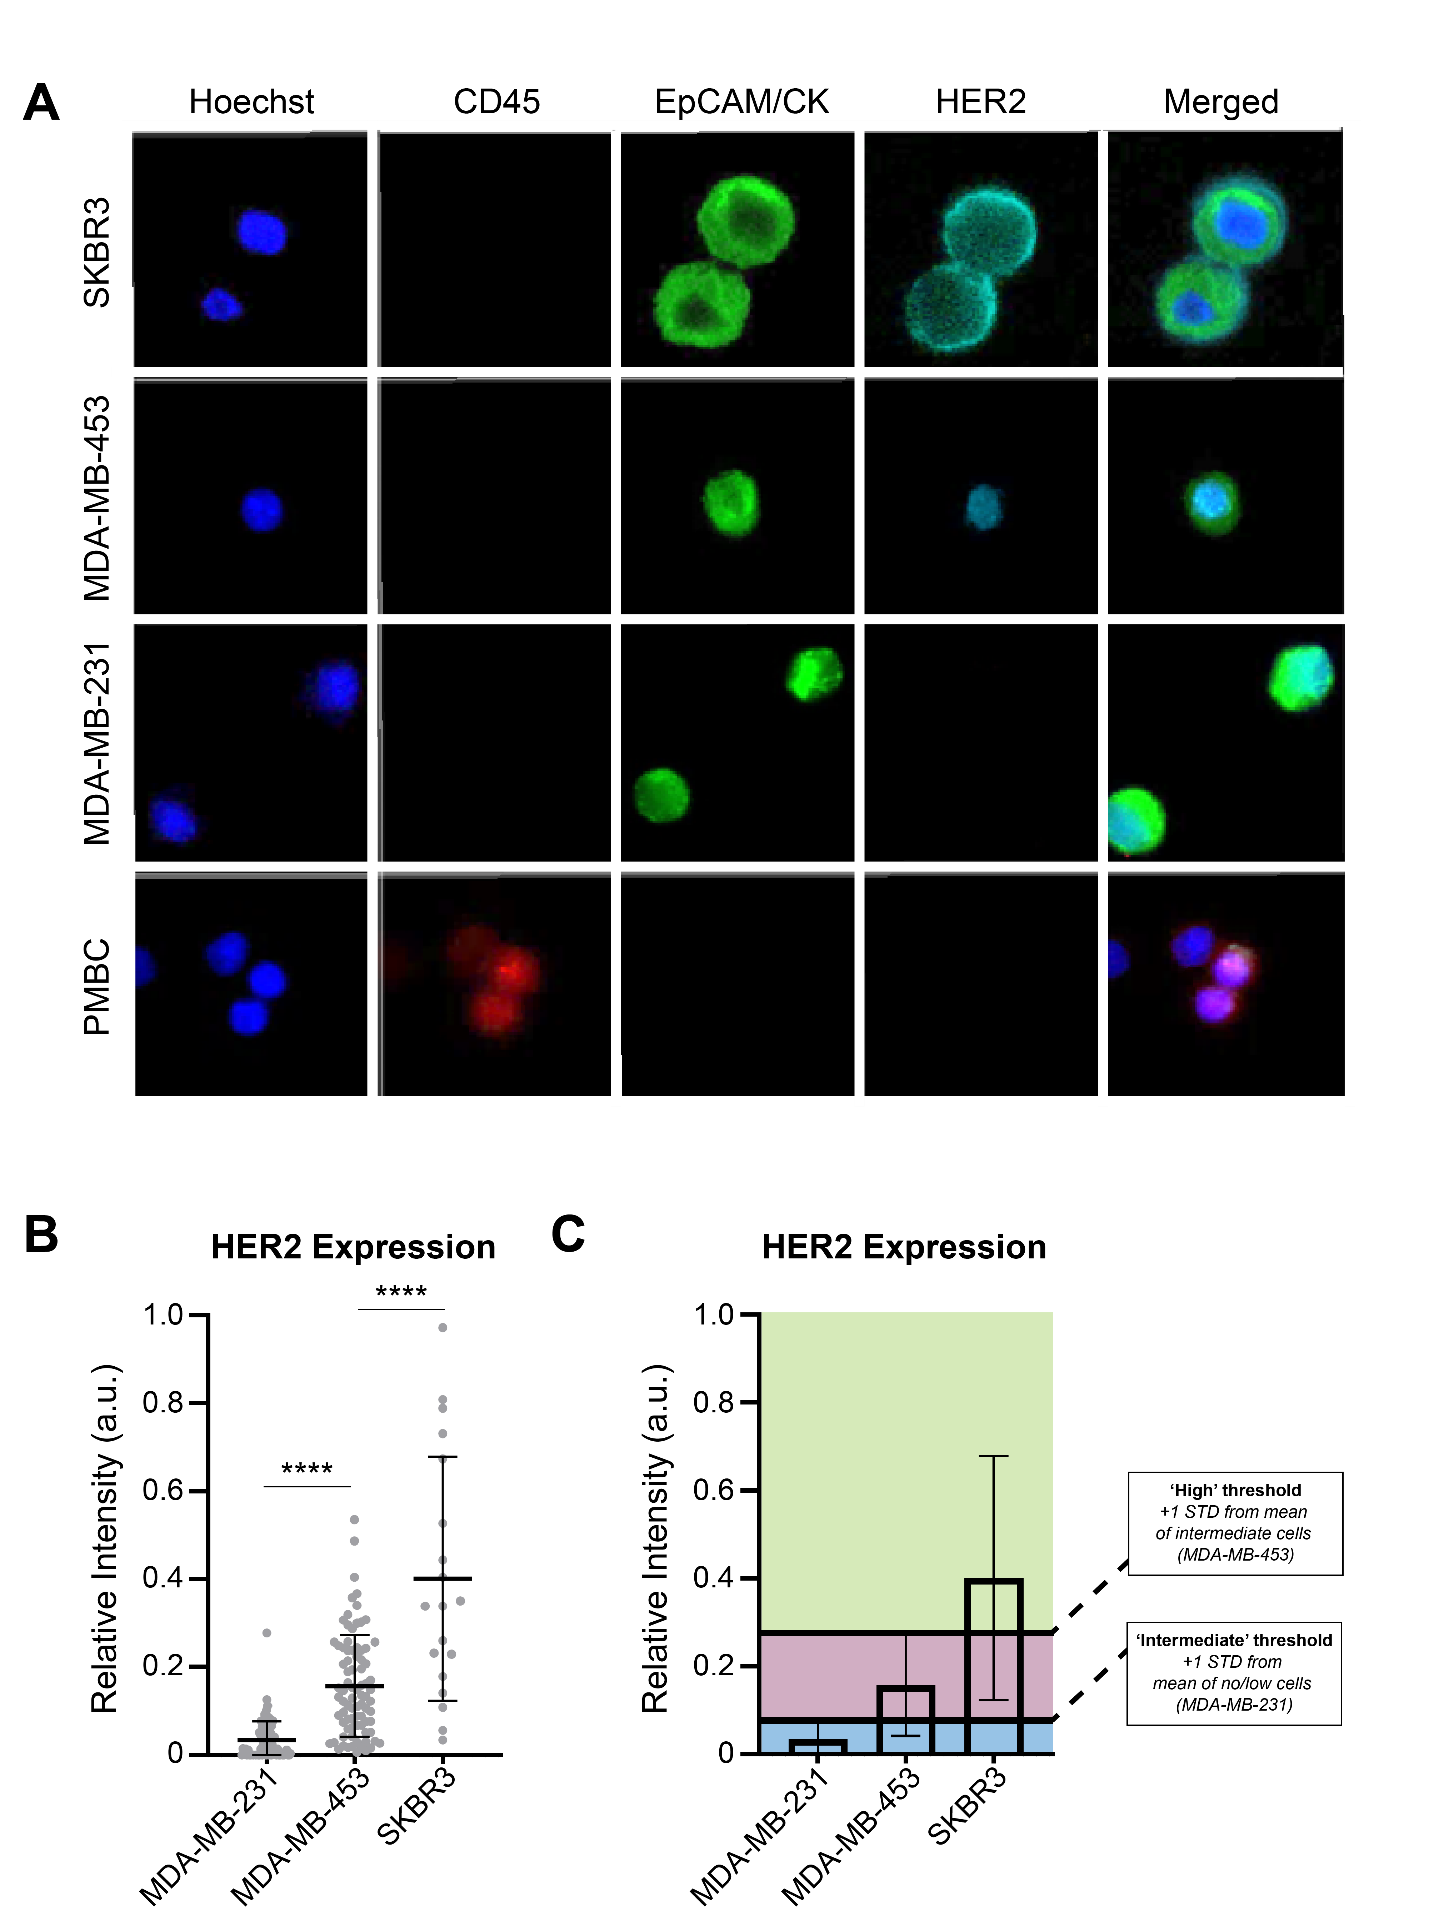 A
Hoechst CD45 EpCAM/CK HER2 Merged
SKBR3
MDA-MB-453
MDA-MB-231
PMBC
B
HER2 Expression
****
****
Relative Intensity (a.u.)
1.0
0.8
0.6
0.4
0.2
0
MDA-MB-231
MDA-MB-453
SKBR3
C
HER2 Expression
Relative Intensity (a.u.)
1.0
0.8
0.6
0.4
0.2
0
MDA-MB-231
MDA-MB-453
SKBR3
‘High’ threshold
+1 STD from mean
of intermediate cells
(MDA-MB-453)
‘Intermediate’ threshold
+1 STD from
mean of no/low cells
(MDA-MB-231)